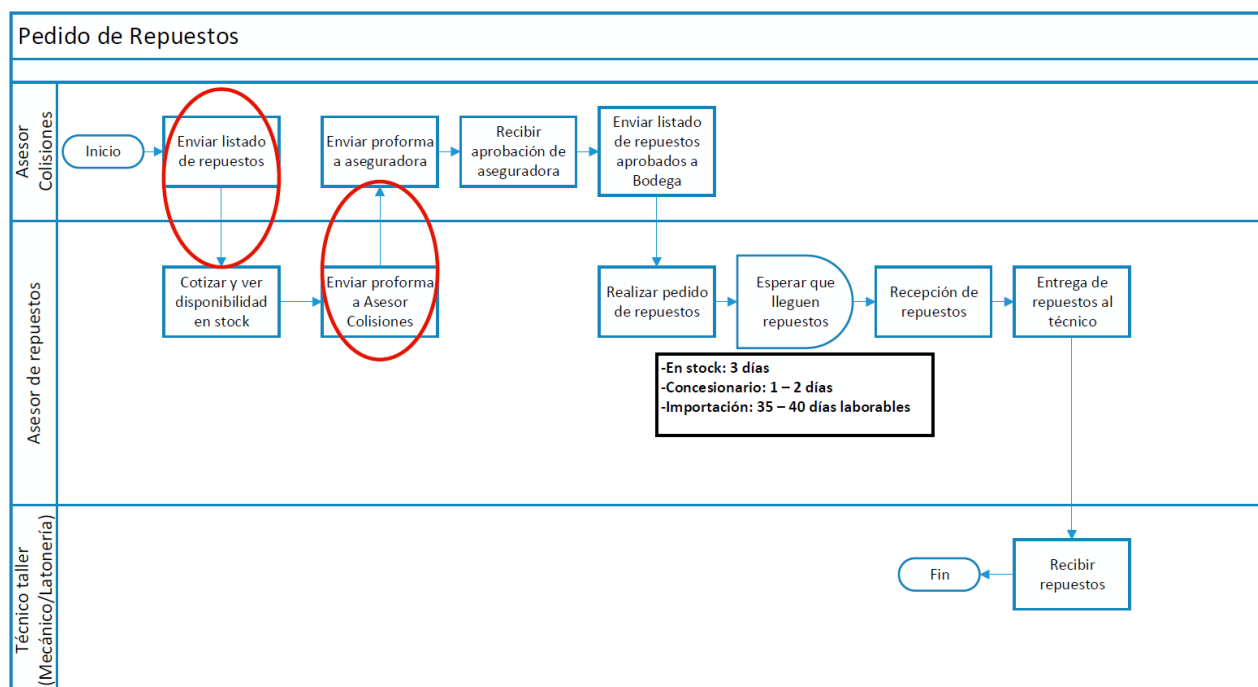 Pedido de Repuestos
Asesor
Colisiones
Inicio
Enviar listado
de repuestos
Enviar proforma
a aseguradora
Recibir
aprobación de
aseguradora
Enviar listado
de repuestos
aprobados a
Bodega
Asesor de repuestos
Cotizar y ver
disponibilidad
en stock
Enviar proforma
a Asesor
Colisiones
Realizar pedido
de repuestos
Esperar que
lleguen
repuestos
Recepción de
repuestos
Entrega de
repuestos al
técnico
-En stock: 3 días
-Concesionario: 1 – 2 días
-Importación: 35 – 40 días laborables
Técnico taller
(Mecánico/Latonería)
Fin
Recibir
repuestos